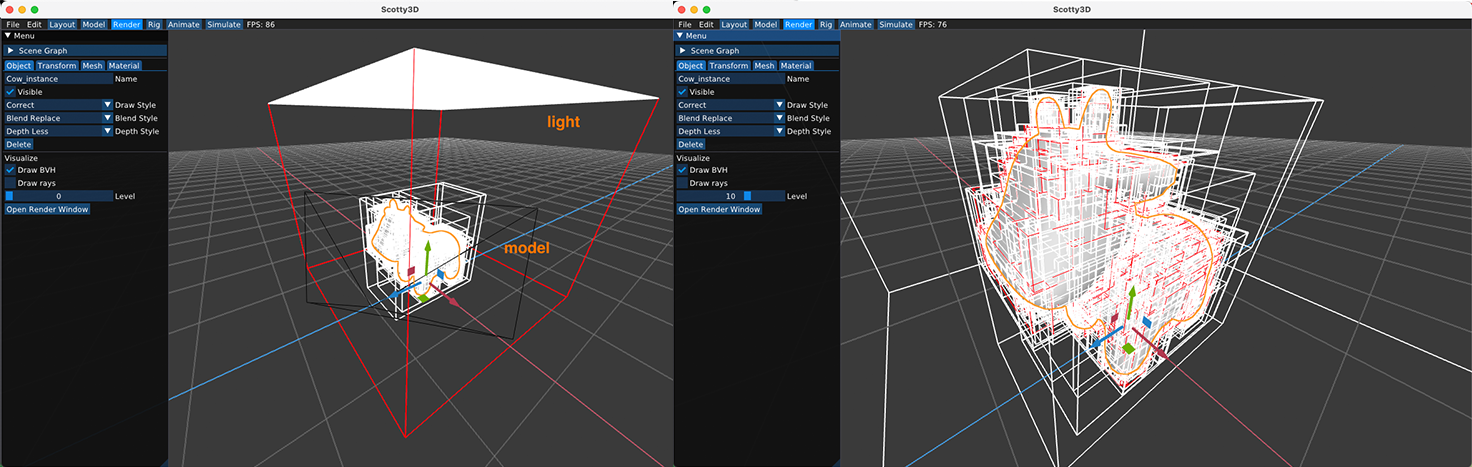 Scotty3D
File Edit Layout Model Render Rig Animate Simulate FPS: 86
Menu
Scene Graph
Object Transform Mesh Material
Cow_instance Name
Visible
Correct Draw Style
Blend Replace Blend Style
Depth Less Depth Style
Delete
Visualize
Draw BVH
Draw rays
0 Level
Open Render Window
light
model
Scotty3D
File Edit Layout Model Render Rig Animate Simulate FPS: 76
Menu
Scene Graph
Object Transform Mesh Material
Cow_instance Name
Visible
Correct Draw Style
Blend Replace Blend Style
Depth Less Depth Style
Delete
Visualize
Draw BVH
Draw rays
10 Level
Open Render Window